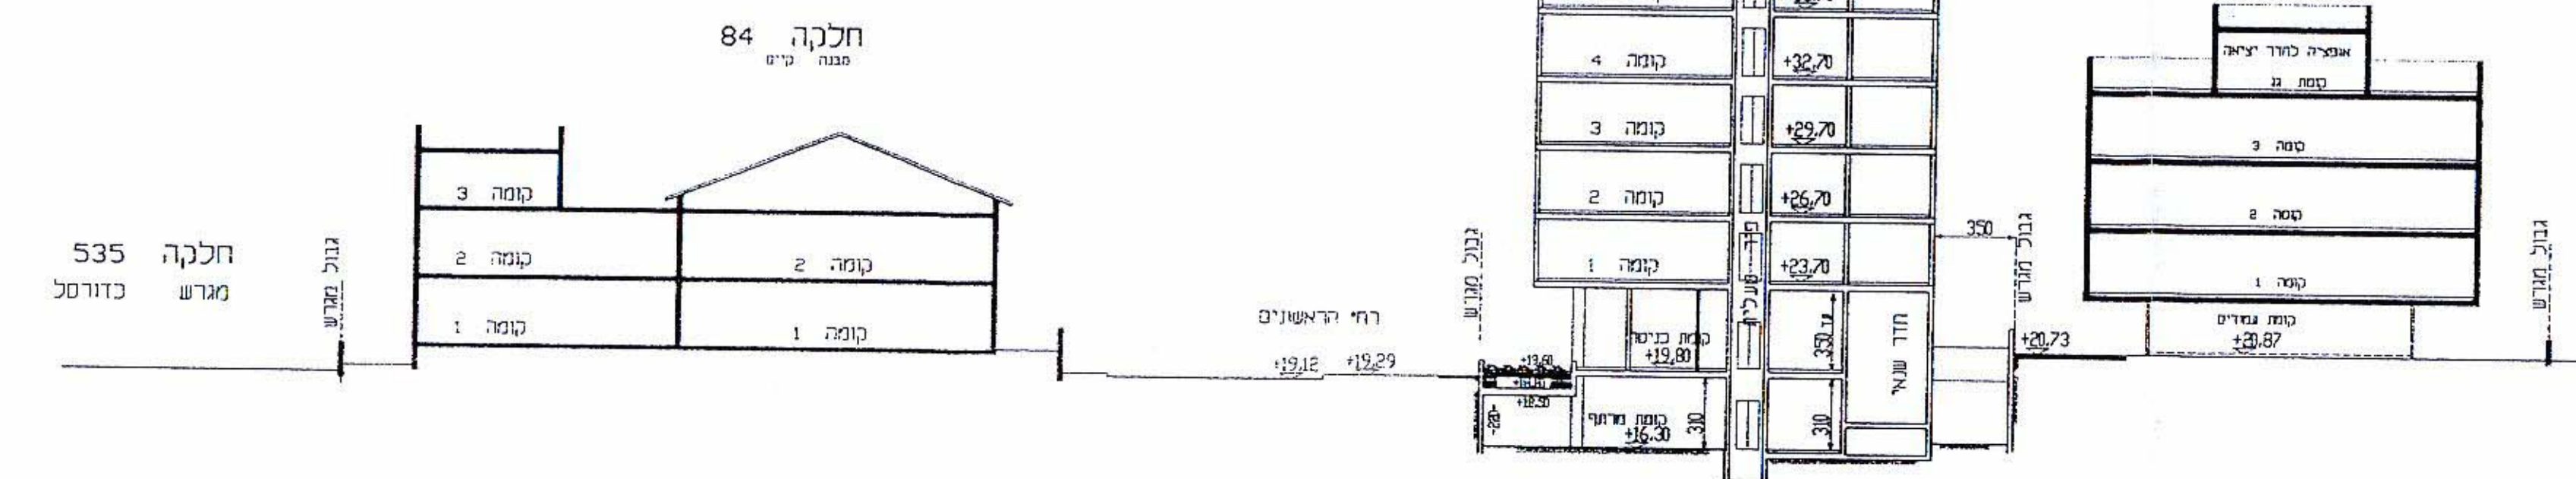 חלקה 84
מבנה קיים
חלקה 535
מגרש כדורסל
גבול מגרש
קומה 3
קומה 2
קומה 1
קומה 2
קומה 1
רח' הראשונים
+19,12
+19,29
גבול מגרש
קומה 4
+32,70
קומה 3
+29,70
קומה 2
+26,70
קומה 1
+23,70
קומת כניסה
+19,80
קומת מרתף
+16,30
310
310
350
חדר שנאי
350
גבול מגרש
+20,73
אופציה לחדר יציאה
קומת גג
קומה 3
קומה 2
קומה 1
קומת עמודים
+20,87
גבול מגרש